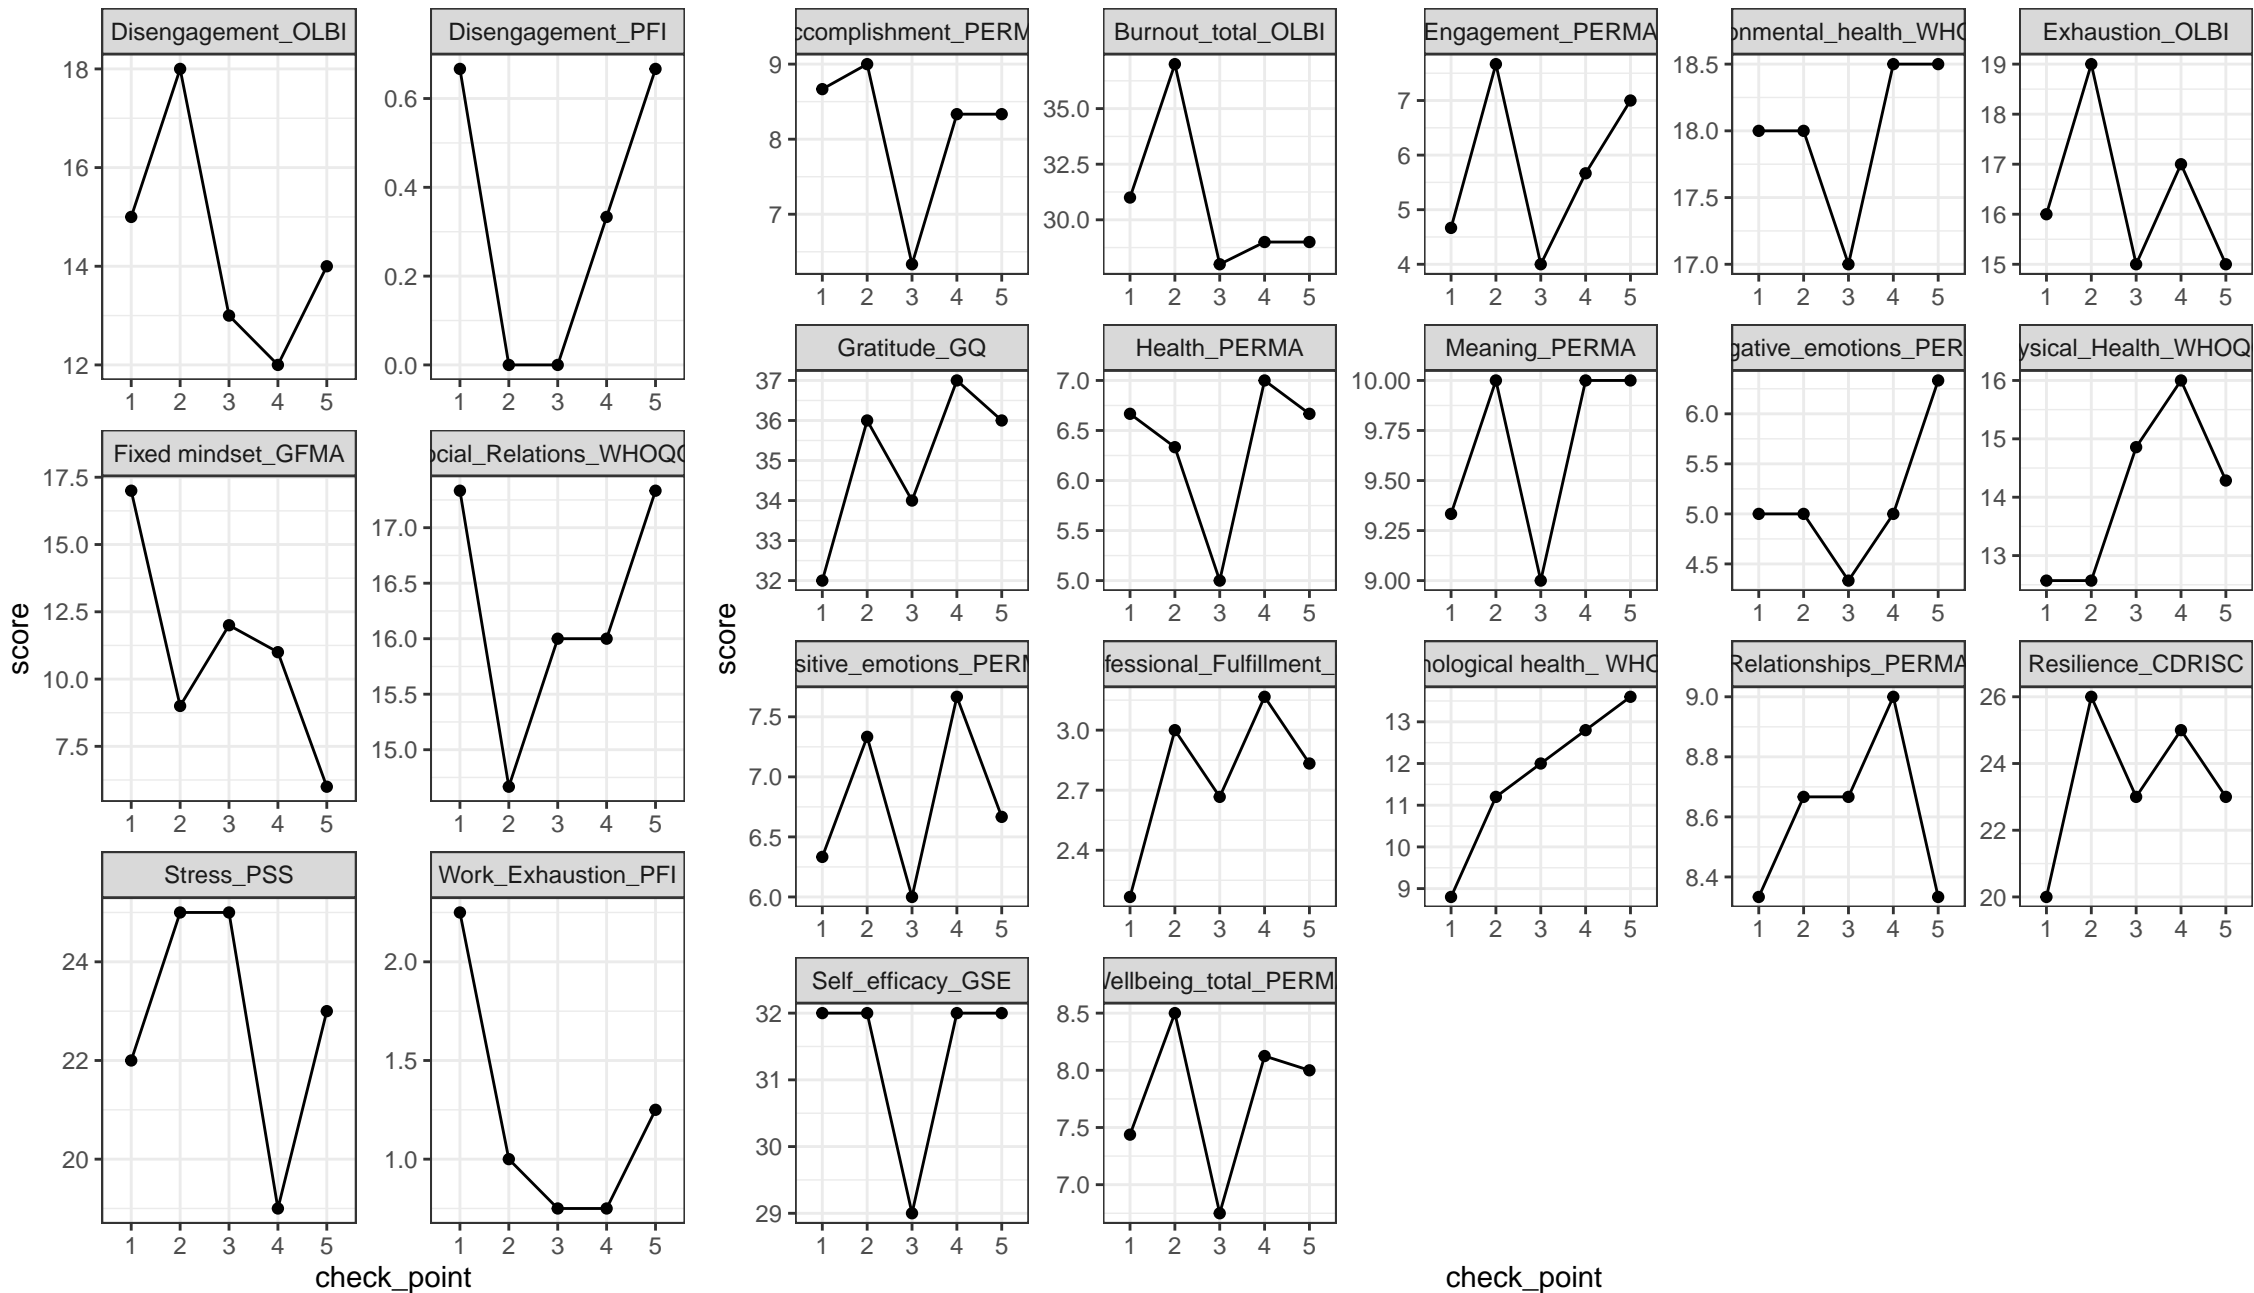 Disengagement_OLBI
18
16
14
12
1 2 3 4 5
Disengagement_PFI
0.6
0.4
0.2
0.0
1 2 3 4 5
Fixed mindset_GFMA
17.5
15.0
12.5
10.0
7.5
1 2 3 4 5
ocial_Relations_WHOQO
17.0
16.5
16.0
15.5
15.0
1 2 3 4 5
Stress_PSS
24
22
20
1 2 3 4 5
Work_Exhaustion_PFI
2.0
1.5
1.0
1 2 3 4 5
score
check_point
ccomplishment_PERM
9
8
7
1 2 3 4 5
Burnout_total_OLBI
35.0
32.5
30.0
1 2 3 4 5
Engagement_PERMA
7
6
5
4
1 2 3 4 5
onmental_health_WHO
18.5
18.0
17.5
17.0
1 2 3 4 5
Exhaustion_OLBI
19
18
17
16
15
1 2 3 4 5
Gratitude_GQ
37
36
35
34
33
32
1 2 3 4 5
Health_PERMA
7.0
6.5
6.0
5.5
5.0
1 2 3 4 5
Meaning_PERMA
10.00
9.75
9.50
9.25
9.00
1 2 3 4 5
gative_emotions_PER
6.0
5.5
5.0
4.5
1 2 3 4 5
ysical_Health_WHOQ
16
15
14
13
1 2 3 4 5
sitive_emotions_PERM
7.5
7.0
6.5
6.0
1 2 3 4 5
fessional_Fulfillment_
3.0
2.7
2.4
1 2 3 4 5
hological health_ WHO
13
12
11
10
9
1 2 3 4 5
Relationships_PERMA
9.0
8.8
8.6
8.4
1 2 3 4 5
Resilience_CDRISC
26
24
22
20
1 2 3 4 5
Self_efficacy_GSE
32
31
30
29
1 2 3 4 5
Wellbeing_total_PERM
8.5
8.0
7.5
7.0
1 2 3 4 5
score
check_point